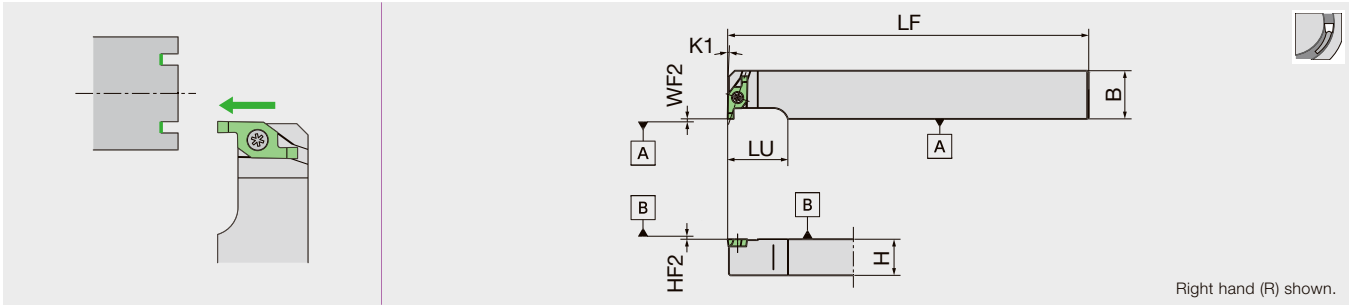 LF
K1
WF2
B
A
A
LU
B
B
HF2
H
Right hand (R) shown.